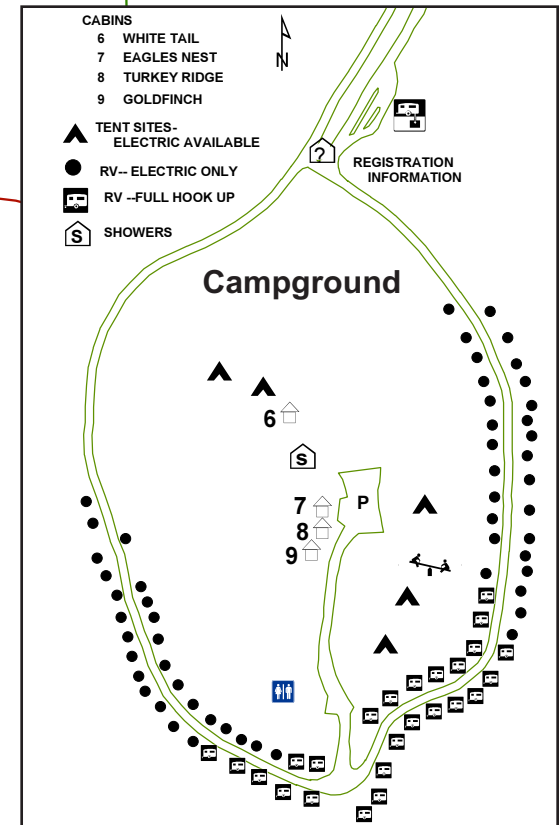 CABINS
6 WHITE TAIL
7 EAGLES NEST
8 TURKEY RIDGE
9 GOLDFINCH
TENT SITES-
ELECTRIC AVAILABLE
RV-- ELECTRIC ONLY
RV --FULL HOOK UP
S SHOWERS
N
?
REGISTRATION
INFORMATION
Campground
6
S
7
P
8
9